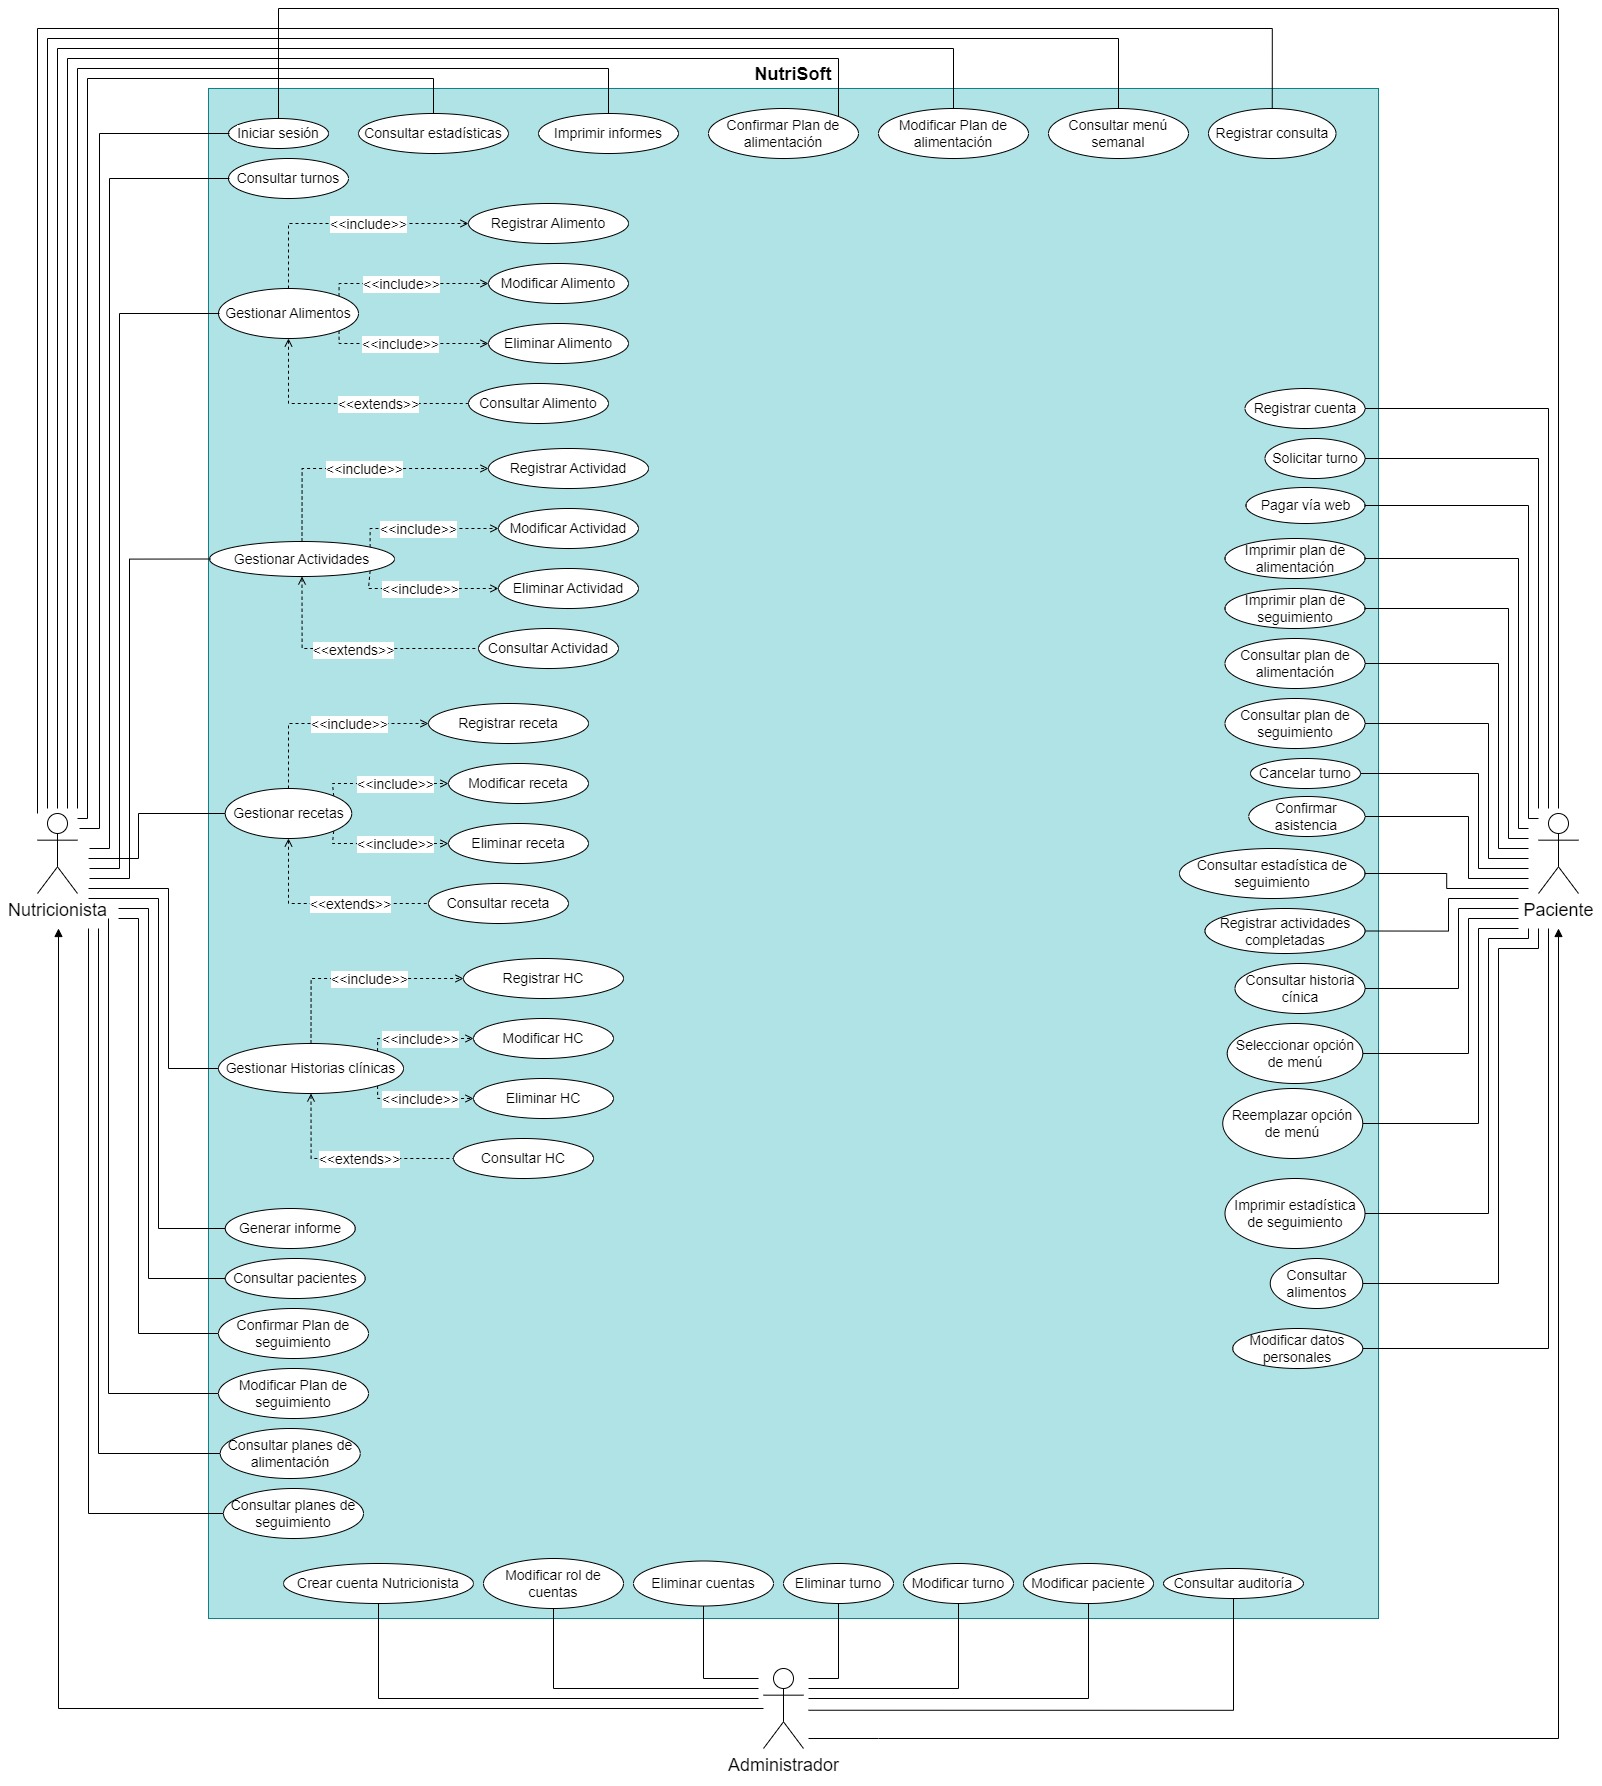 NutriSoft
Iniciar sesión
Consultar estadísticas
Imprimir informes
Confirmar Plan de
alimentación
Modificar Plan de
alimentación
Consultar menú
semanal
Registrar consulta
Consultar turnos
<<include>>
Registrar Alimento
<<include>>
Modificar Alimento
Gestionar Alimentos
<<include>>
Eliminar Alimento
<<extends>>
Consultar Alimento
<<include>>
Registrar Actividad
<<include>>
Modificar Actividad
Gestionar Actividades
<<include>>
Eliminar Actividad
<<extends>>
Consultar Actividad
<<include>>
Registrar receta
<<include>>
Modificar receta
Gestionar recetas
<<include>>
Eliminar receta
<<extends>>
Consultar receta
<<include>>
Registrar HC
<<include>>
Modificar HC
Gestionar Historias clínicas
<<include>>
Eliminar HC
<<extends>>
Consultar HC
Generar informe
Consultar pacientes
Confirmar Plan de
seguimiento
Modificar Plan de
seguimiento
Consultar planes de
alimentación
Consultar planes de
seguimiento
Nutricionista
Registrar cuenta
Solicitar turno
Pagar vía web
Imprimir plan de
alimentación
Imprimir plan de
seguimiento
Consultar plan de
alimentación
Consultar plan de
seguimiento
Cancelar turno
Confirmar
asistencia
Consultar estadística de
seguimiento
Registrar actividades
completadas
Consultar historia
cínica
Seleccionar opción
de menú
Reemplazar opción
de menú
Imprimir estadística
de seguimiento
Consultar
alimentos
Modificar datos
personales
Paciente
Crear cuenta Nutricionista
Modificar rol de
cuentas
Eliminar cuentas
Eliminar turno
Modificar turno
Modificar paciente
Consultar auditoría
Administrador